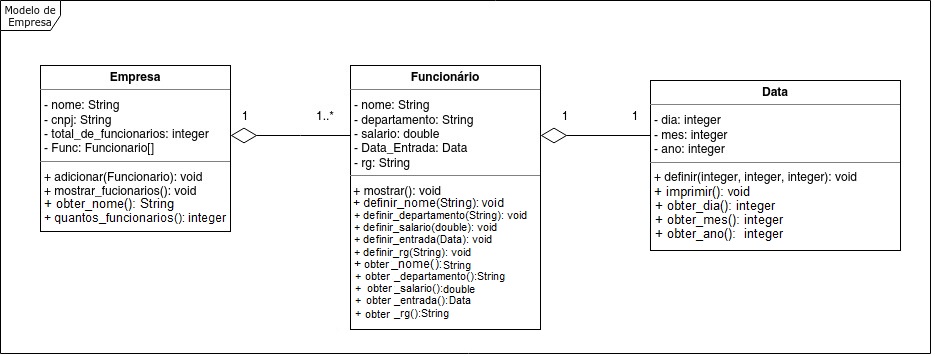 Modelo de
Empresa
Empresa
- nome: String
- cnpj: String
- total_de_funcionarios: integer
- Func: Funcionario[]
+ adicionar(Funcionario): void
+ mostrar_fucionarios(): void
+ obter_nome(): String
+ quantos_funcionarios(): integer
1
1..*
Funcionário
- nome: String
- departamento: String
- salario: double
- Data_Entrada: Data
- rg: String
+ mostrar(): void
+ definir_nome(String): void
+ definir_departamento(String): void
+ definir_salario(double): void
+ definir_entrada(Data): void
+ definir_rg(String): void
+ obter _nome():String
+ obter _departamento():String
+ obter _salario():double
+ obter _entrada():Data
+ obter _rg():String
1
1
Data
- dia: integer
- mes: integer
- ano: integer
+ definir(integer, integer, integer): void
+ imprimir(): void
+ obter_dia(): integer
+ obter_mes(): integer
+ obter_ano(): integer